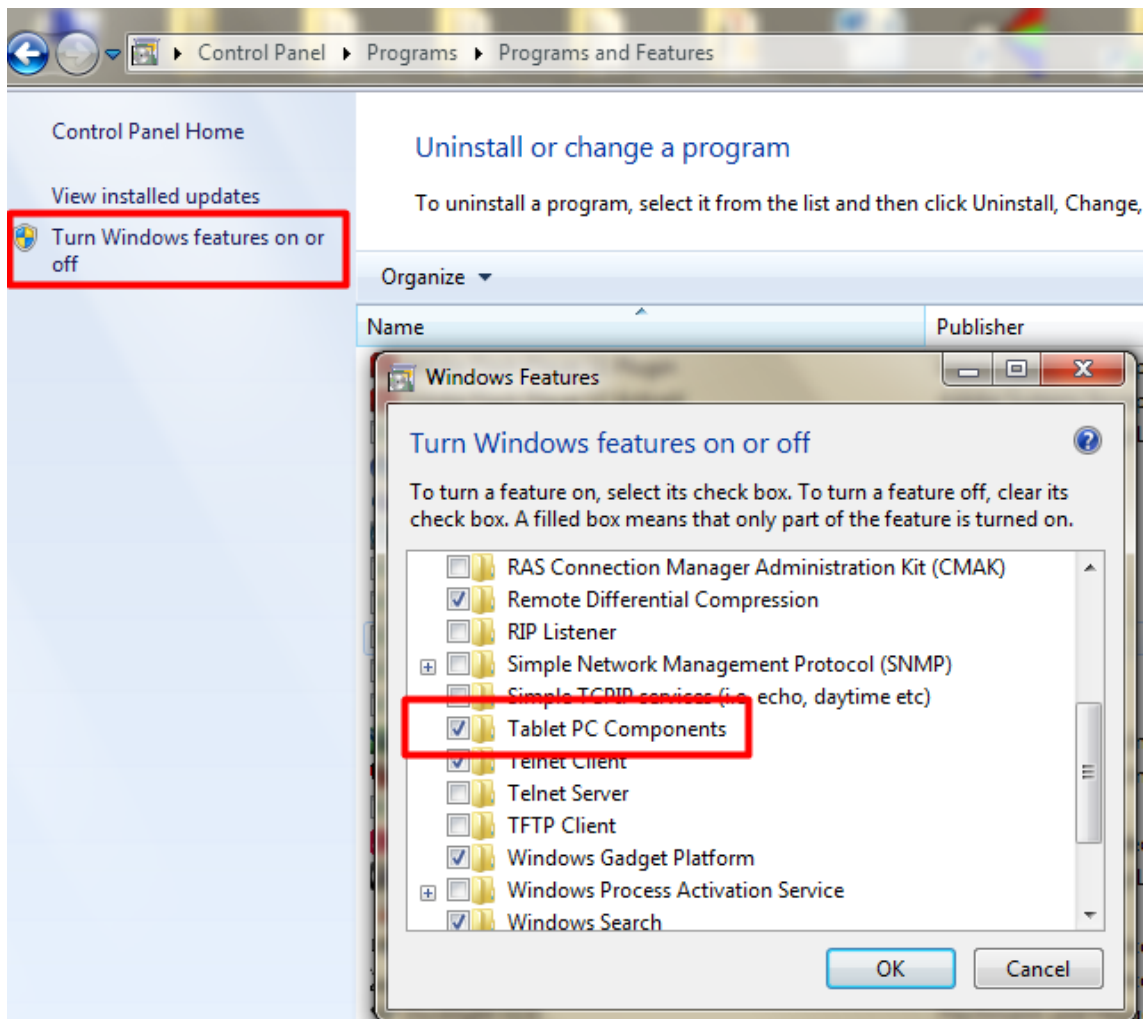 Control Panel Programs Programs and Features
Control Panel Home
View installed updates
Turn Windows features on or
off
Uninstall or change a program
To uninstall a program, select it from the list and then click Uninstall, Change,
Organize
Name Publisher
Windows Features
Turn Windows features on or off
To turn a feature on, select its check box. To turn a feature off, clear its
check box. A filled box means that only part of the feature is turned on.
RAS Connection Manager Administration Kit (CMAK)
Remote Differential Compression
RIP Listener
Simple Network Management Protocol (SNMP)
Simple TCPIP services (i.e. echo, daytime etc)
Tablet PC Components
Telnet Client
Telnet Server
TFTP Client
Windows Gadget Platform
Windows Process Activation Service
Windows Search
OK Cancel